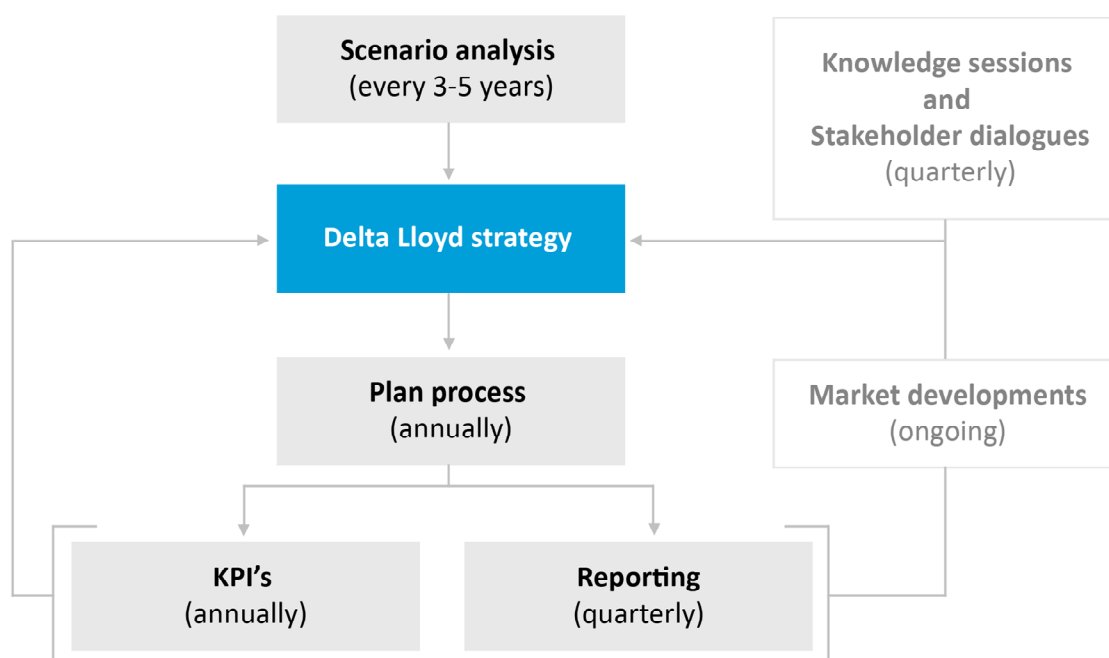 Scenario analysis
(every 3-5 years)
Knowledge sessions
and
Stakeholder dialogues
(quarterly)
Delta Lloyd strategy
Plan process
(annually)
Market developments
(ongoing)
KPI's
(annually)
Reporting
(quarterly)